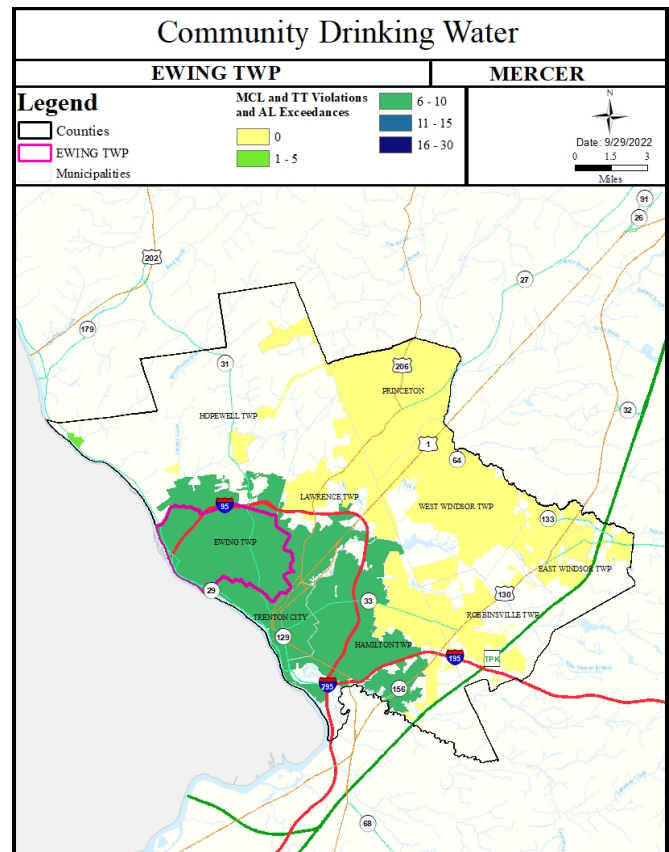 Community Drinking Water
EWING TWP
MERCER
Legend
Counties
EWING TWP
Municipalities
MCL and TT Violations
and AL Exceedances
0
1 - 5
6 - 10
11 - 15
16 - 30
N
Date: 9/29/2022
0 1.5 3
Miles
91
26
202
27
179
31
206
PRINCETON
32
HOPEWELL TWP
1
64
LAWRENCE TWP
95
WEST WINDSOR TWP
133
EWING TWP
EAST WINDSOR TWP
29
130
33
TRENTON CITY
ROBBINSVILLE TWP
129
HAMILTON TWP
195
TPK
295
156
68